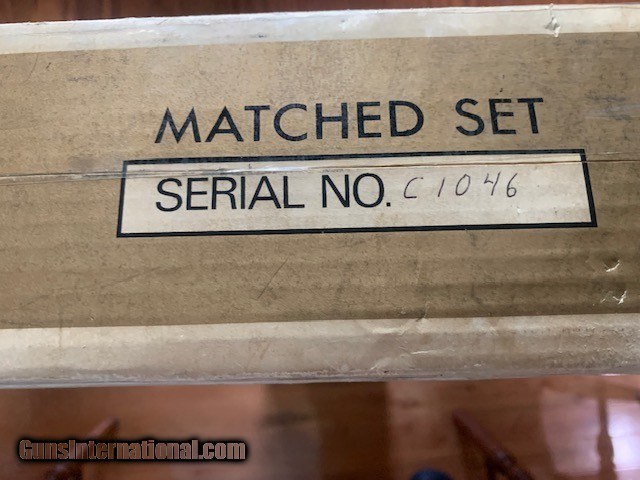 MATCHED SET
SERIAL NO. C1046
GunsInternational.com